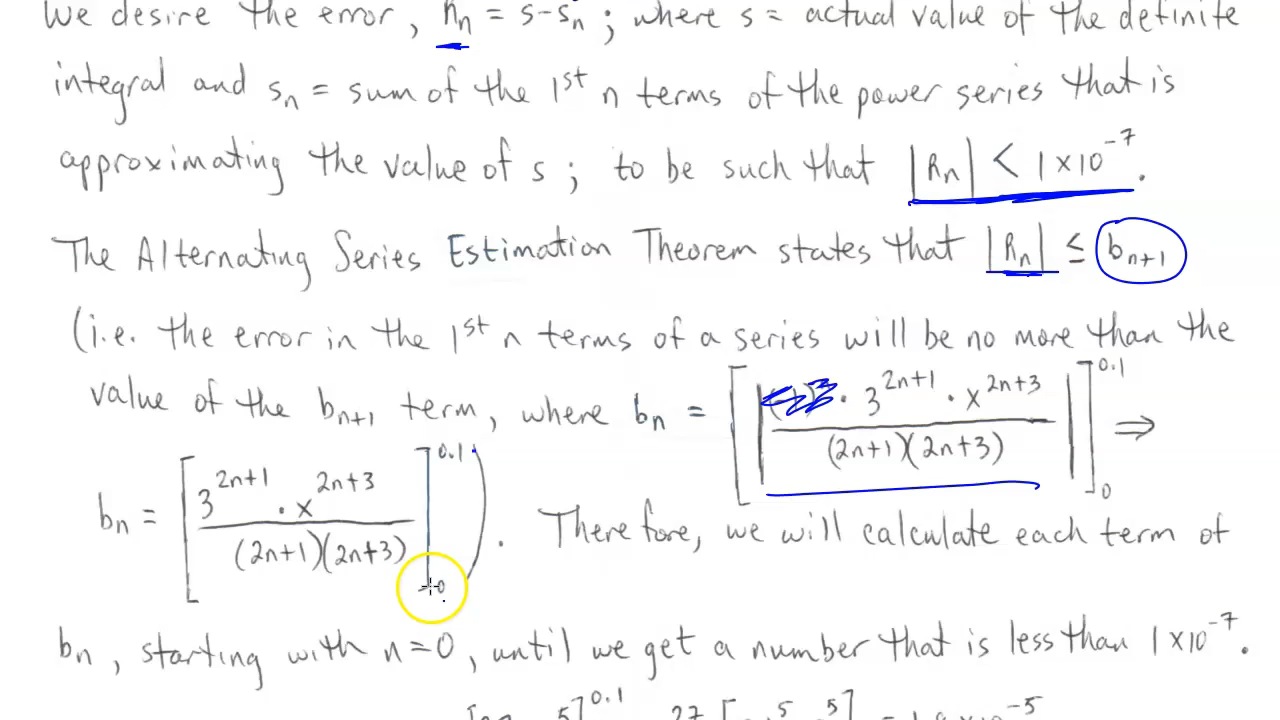 We desire the error, Rₙ = s-sₙ ; where s = actual value of the definite
integral and sₙ = sum of the 1ˢᵗ n terms of the power series that is
approximating the value of s ; to be such that |Rₙ| < 1×10⁻⁷.
The Alternating Series Estimation Theorem states that |Rₙ| ≤ bₙ₊₁
(i.e. the error in the 1ˢᵗ n terms of a series will be no more than the
value of the bₙ₊₁ term, where bₙ = [| · 3^(2n+1) · x^(2n+3) / (2n+1)(2n+3) |]₀^0.1 ⇒
bₙ = [3^(2n+1) · x^(2n+3) / (2n+1)(2n+3)]₀^0.1 ). Therefore, we will calculate each term of
bₙ, starting with n=0, until we get a number that is less than 1×10⁻⁷.
5]^0.1 27 [ 5 5]